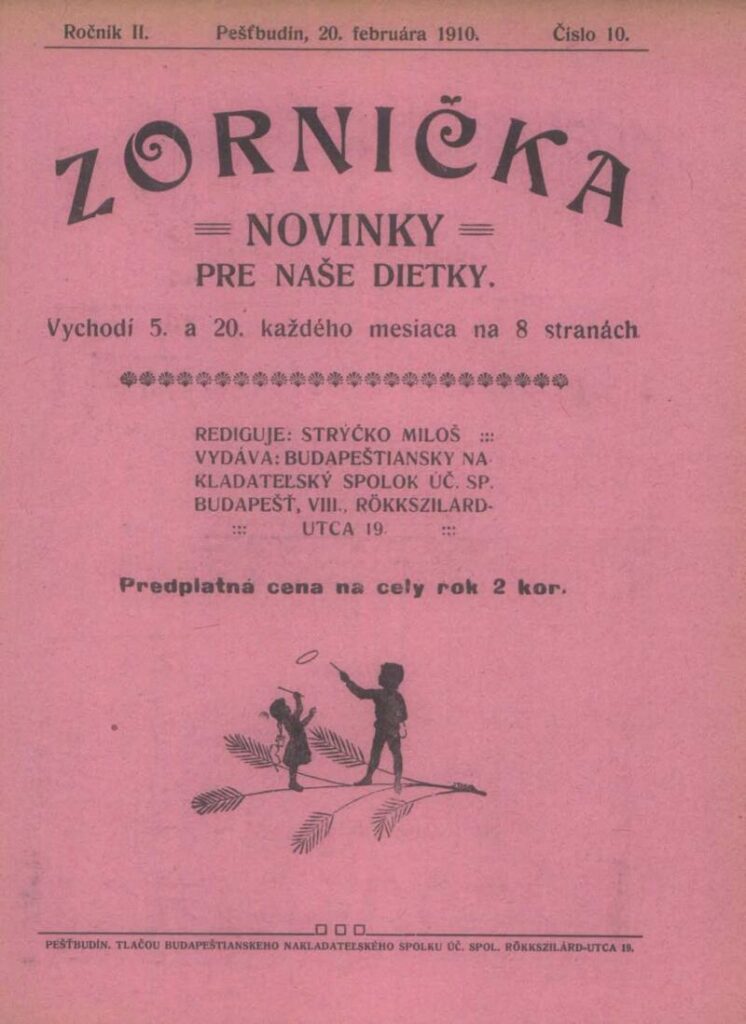 Ročník II. Pešťbudín, 20. februára 1910. Číslo 10.
ZORNIČKA
NOVINKY
PRE NAŠE DIETKY.
Vychodí 5. a 20. každého mesiaca na 8 stranách
REDIGUJE: STRÝČKO MILOŠ :::
VYDÁVA: BUDAPEŠTIANSKY NA-
KLADATEĽSKÝ SPOLOK ÚČ. SP.
BUDAPEŠŤ, VIII., RÖKKSZILÁRD-
::: UTCA 19. :::
Predplatná cena na cely rok 2 kor.
PEŠŤBUDÍN. TLAČOU BUDAPEŠTIANSKEHO NAKLADATEĽSKÉHO SPOLKU ÚČ. SPOL. RÖKKSZILÁRD-UTCA 19.